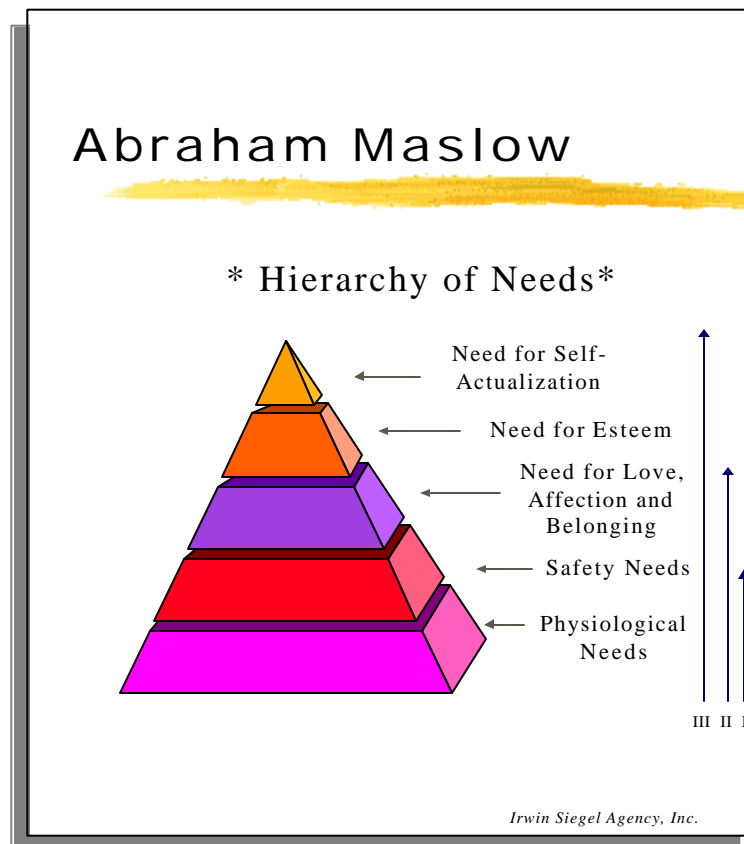 Abraham Maslow
* Hierarchy of Needs*
Need for Self-
Actualization
Need for Esteem
Need for Love,
Affection and
Belonging
Safety Needs
Physiological
Needs
III II I
Irwin Siegel Agency, Inc.